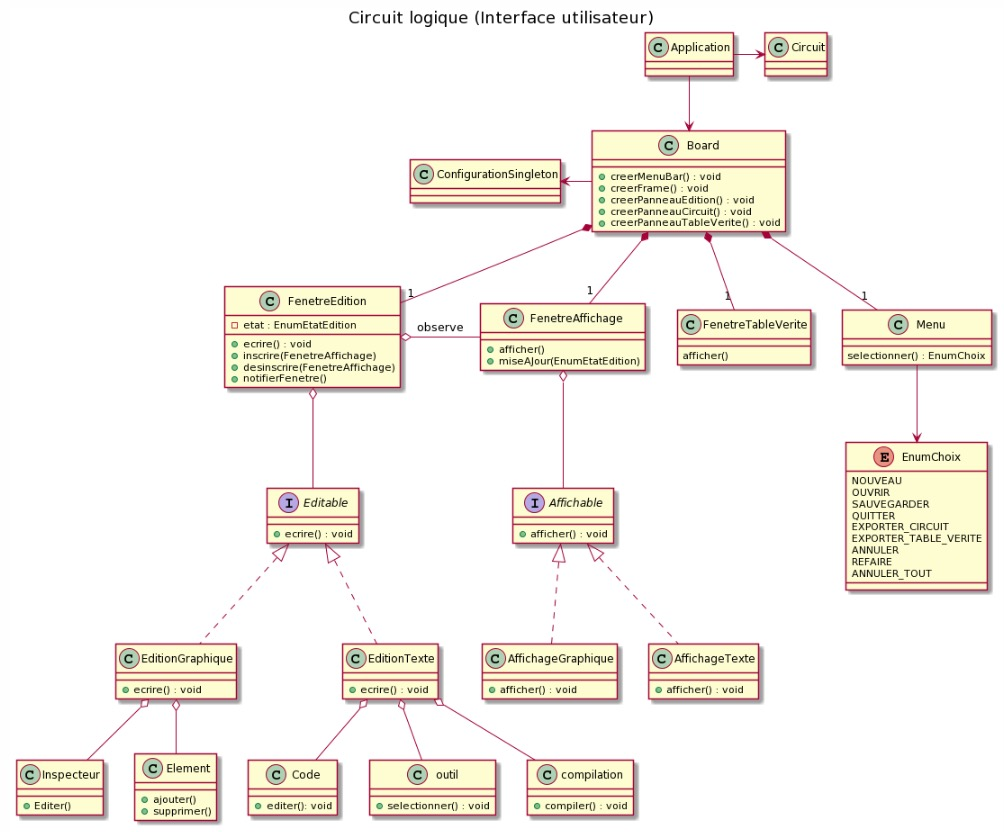 Circuit logique (Interface utilisateur)
C Application
C Circuit
C Board
creerMenuBar() : void
creerFrame() : void
creerPanneauEdition() : void
creerPanneauCircuit() : void
creerPanneauTableVerite() : void
C ConfigurationSingleton
1
1
1
1
C FenetreEdition
etat : EnumEtatEdition
ecrire() : void
inscrire(FenetreAffichage)
desinscrire(FenetreAffichage)
notifierFenetre()
observe
C FenetreAffichage
afficher()
miseAJour(EnumEtatEdition)
C FenetreTableVerite
afficher()
C Menu
selectionner() : EnumChoix
E EnumChoix
NOUVEAU
OUVRIR
SAUVEGARDER
QUITTER
EXPORTER_CIRCUIT
EXPORTER_TABLE_VERITE
ANNULER
REFAIRE
ANNULER_TOUT
I Editable
ecrire() : void
I Affichable
afficher() : void
C EditionGraphique
ecrire() : void
C EditionTexte
ecrire() : void
C AffichageGraphique
afficher() : void
C AffichageTexte
afficher() : void
C Inspecteur
Editer()
C Element
ajouter()
supprimer()
C Code
editer(): void
C outil
selectionner() : void
C compilation
compiler() : void